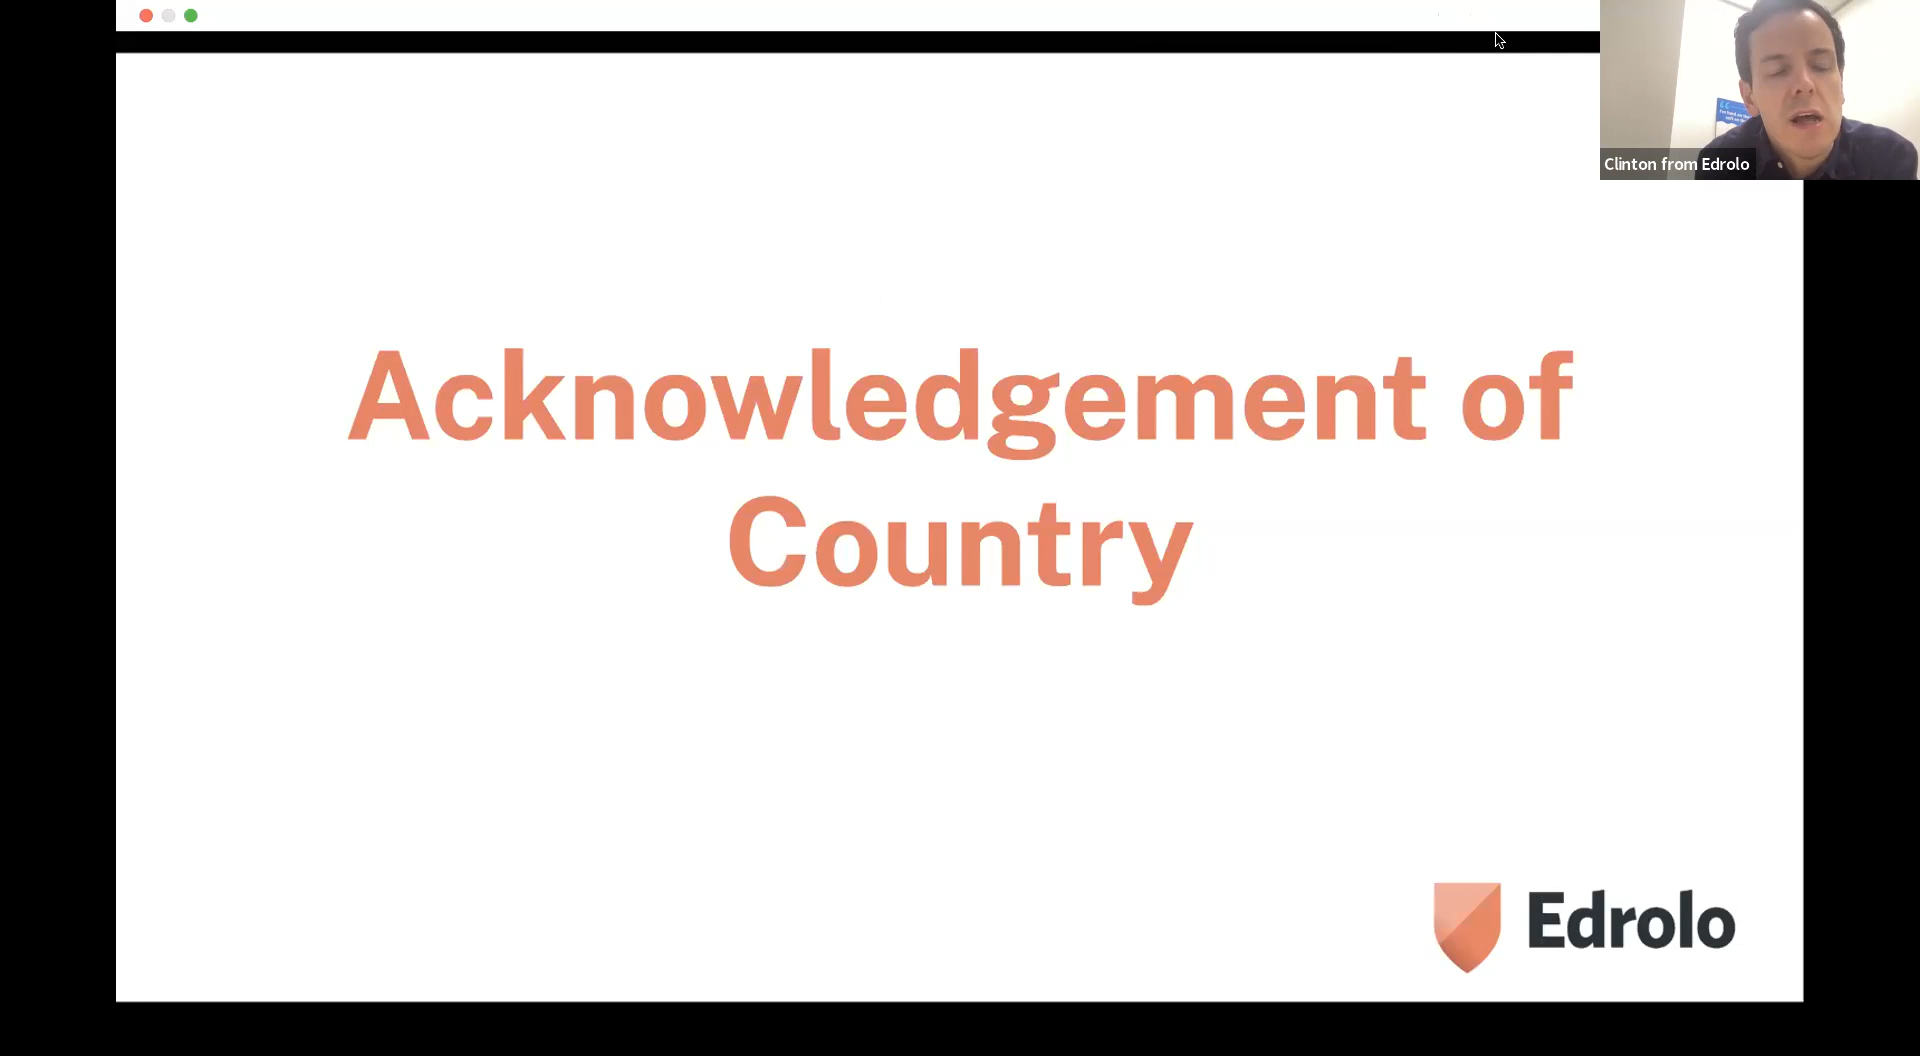 Clinton from Edrolo
Acknowledgement of
Country
Edrolo